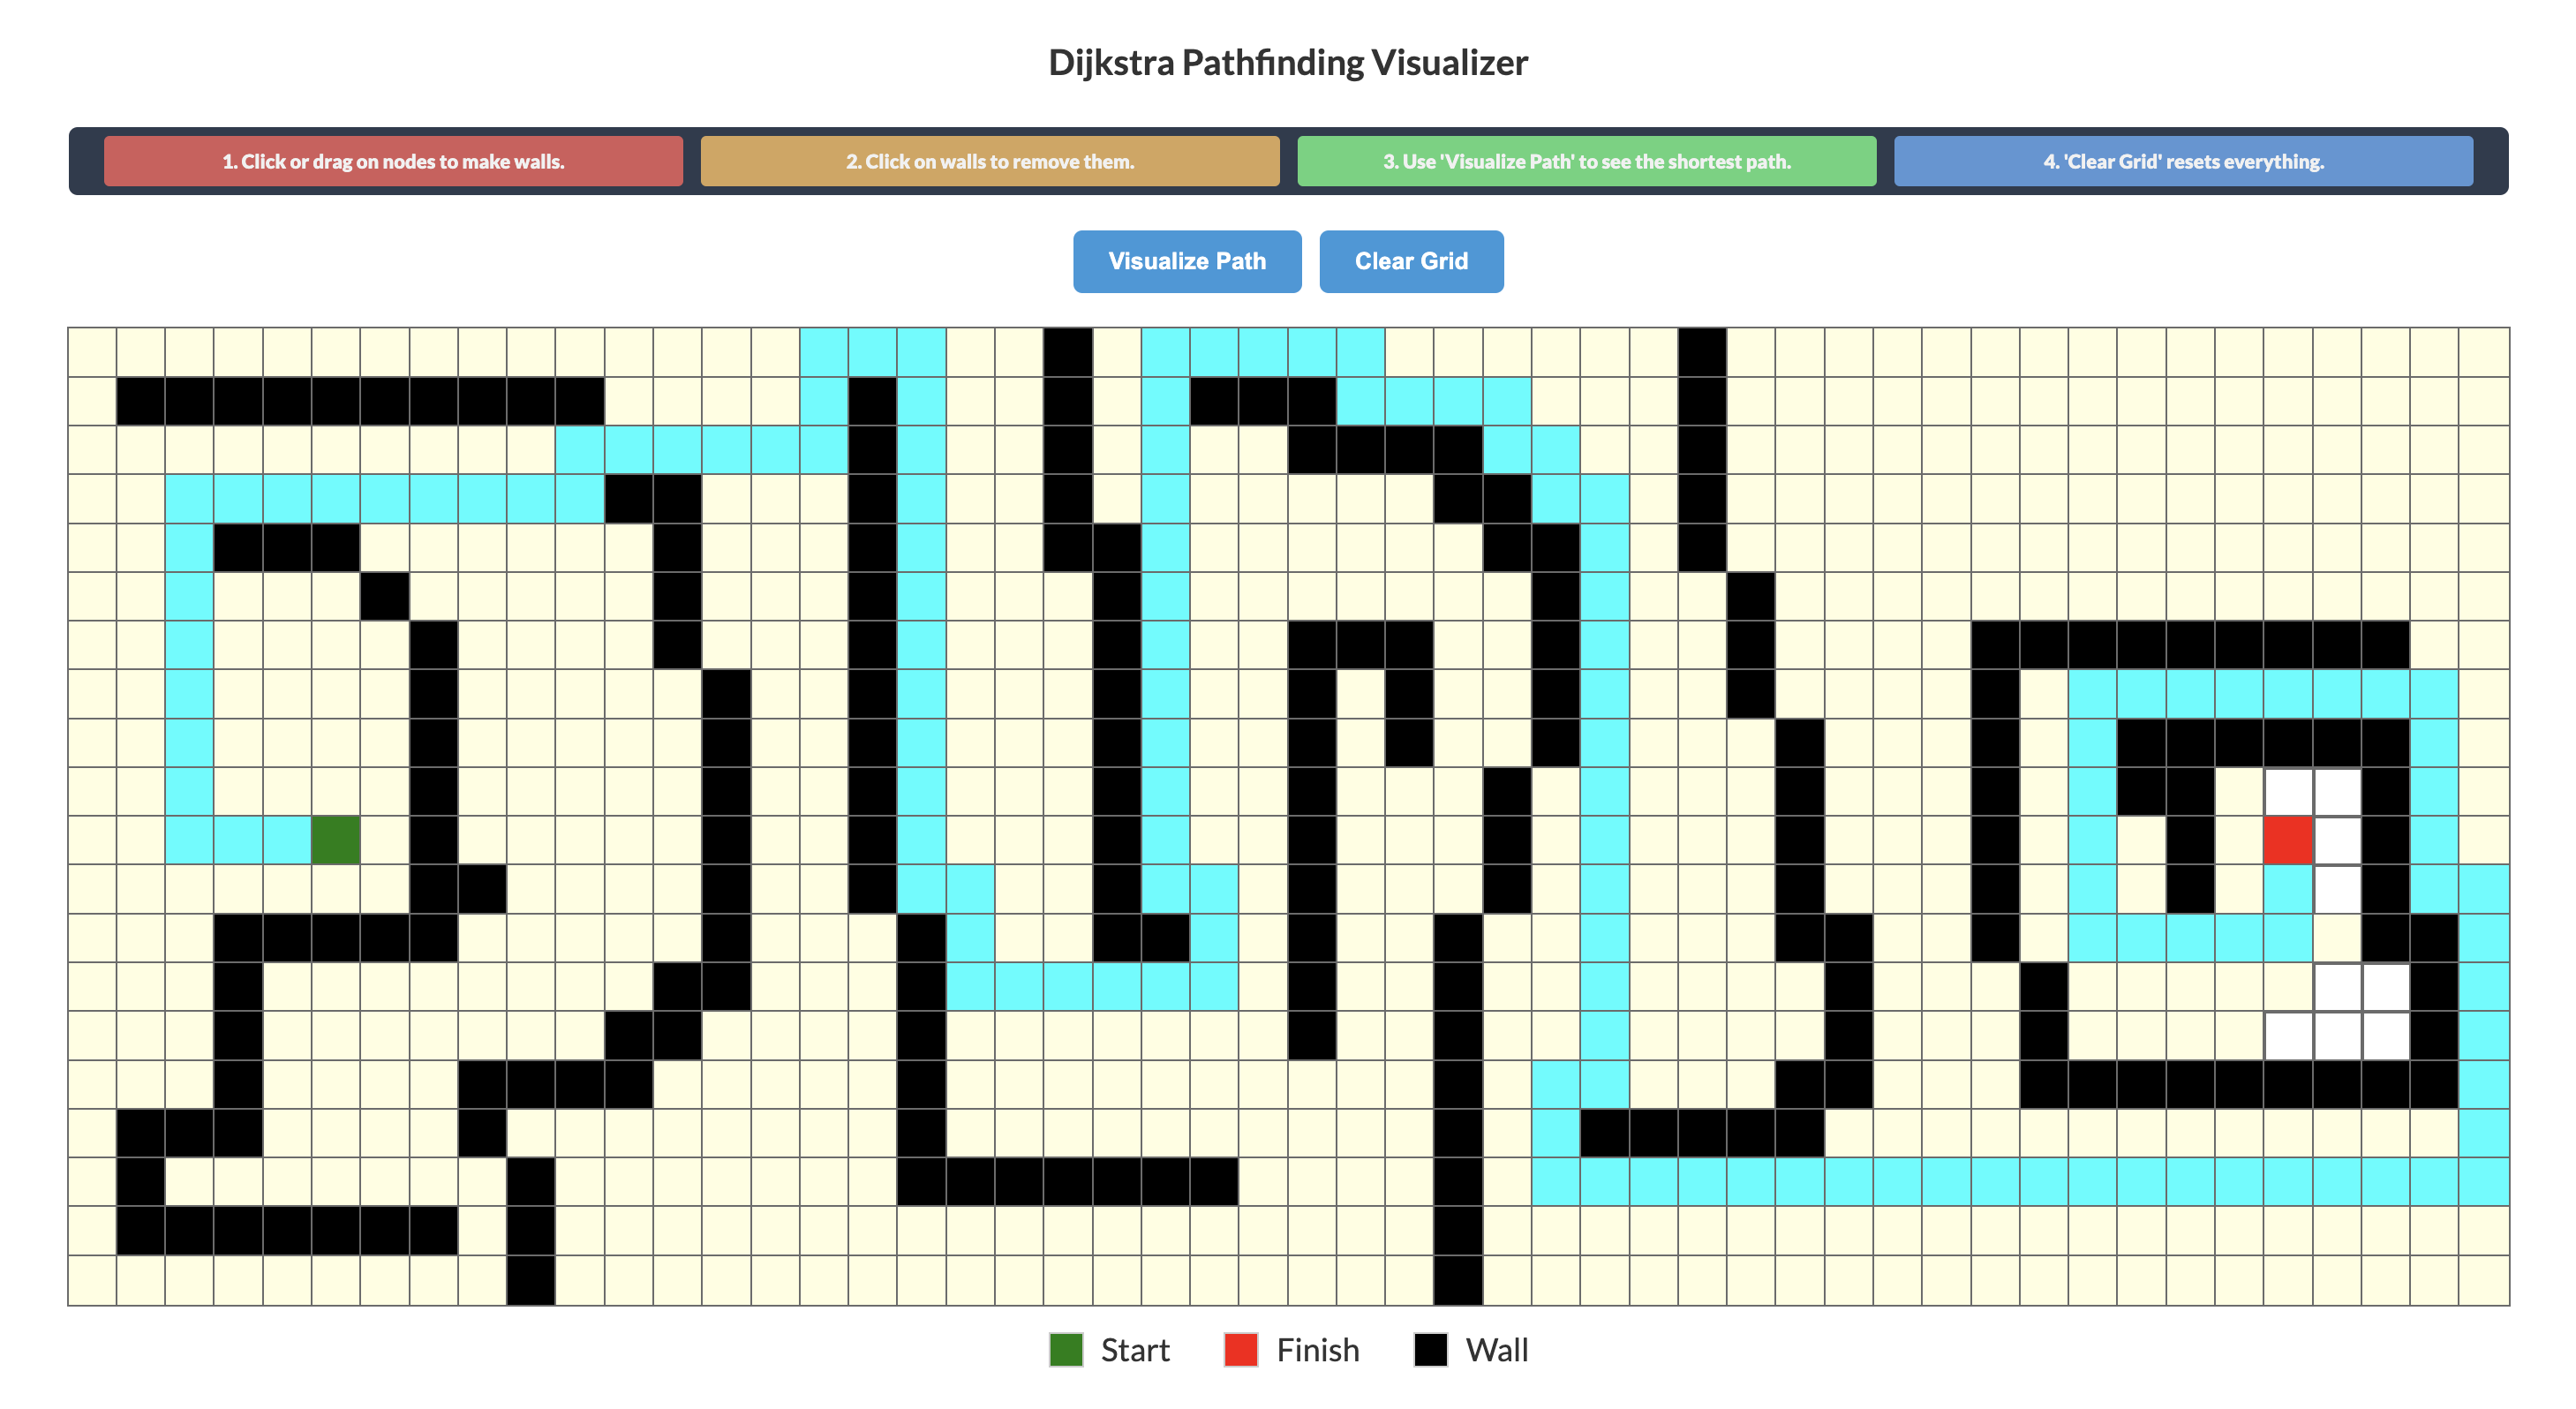 Dijkstra Pathfinding Visualizer
1. Click or drag on nodes to make walls.
2. Click on walls to remove them.
3. Use 'Visualize Path' to see the shortest path.
4. 'Clear Grid' resets everything.
Visualize Path
Clear Grid
Start
Finish
Wall